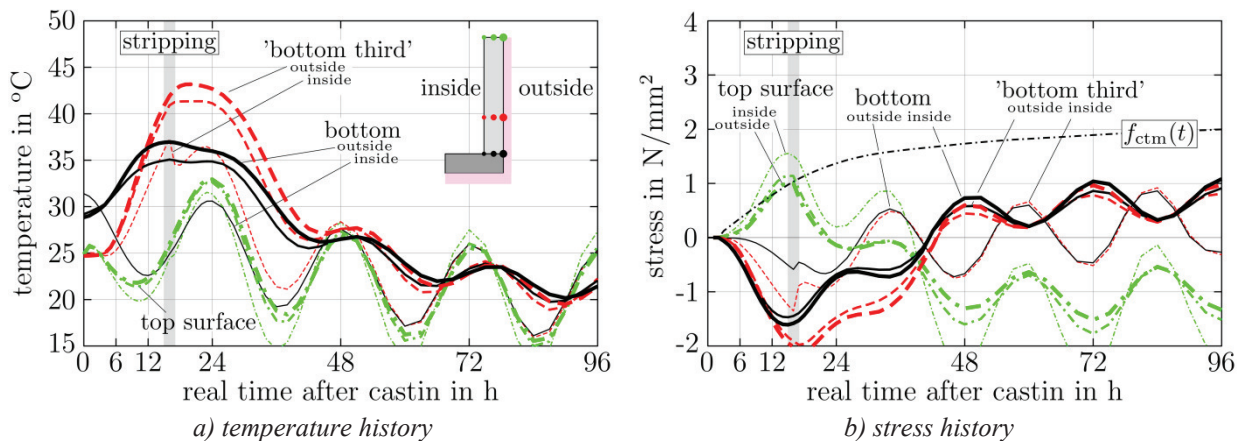 50
45
40
35
30
25
20
15
temperature in °C
stripping
'bottom third'
outside
inside
inside
outside
bottom
outside
inside
top surface
0
6
12
24
48
72
96
real time after castin in h
a) temperature history
4
3
2
1
0
-1
-2
stress in N/mm²
stripping
top surface
inside
outside
bottom
outside inside
'bottom third'
outside inside
fctm(t)
0
6
12
24
48
72
96
real time after castin in h
b) stress history